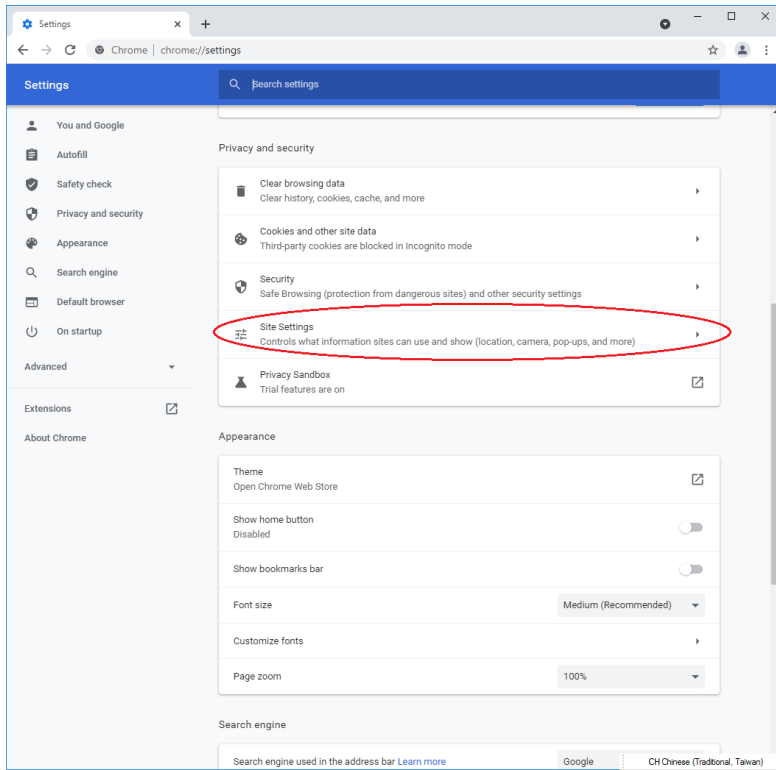 Settings
Chrome | chrome://settings
Settings
Search settings
You and Google
Autofill
Safety check
Privacy and security
Appearance
Search engine
Default browser
On startup
Advanced
Extensions
About Chrome
Privacy and security
Clear browsing data
Clear history, cookies, cache, and more
Cookies and other site data
Third-party cookies are blocked in Incognito mode
Security
Safe Browsing (protection from dangerous sites) and other security settings
Site Settings
Controls what information sites can use and show (location, camera, pop-ups, and more)
Privacy Sandbox
Trial features are on
Appearance
Theme
Open Chrome Web Store
Show home button
Disabled
Show bookmarks bar
Font size Medium (Recommended)
Customize fonts
Page zoom 100%
Search engine
Search engine used in the address bar Learn more Google
CH Chinese (Traditional, Taiwan)